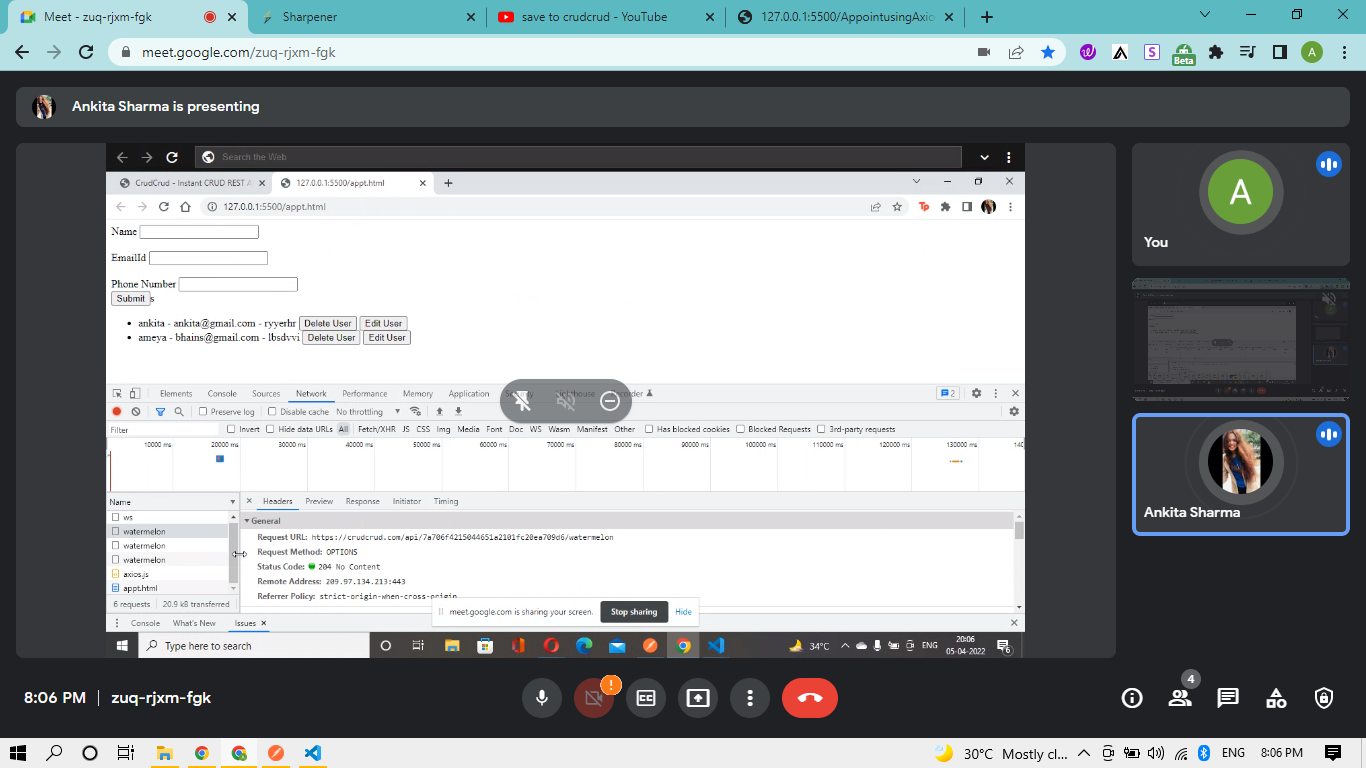 Meet - zuq-rjxm-fgk
Sharpener
save to crudcrud - YouTube
127.0.0.1:5500/AppointusingAxio
meet.google.com/zuq-rjxm-fgk
Beta
A
Ankita Sharma is presenting
Search the Web
CrudCrud - Instant CRUD REST A
127.0.0.1:5500/appt.html
127.0.0.1:5500/appt.html
Name
EmailId
Phone Number
Submit s
ankita - ankita@gmail.com - ryyerhr Delete User Edit User
ameya - bhains@gmail.com - lbsdvvi Delete User Edit User
Elements Console Sources Network Performance Memory Application
2
Preserve log Disable cache No throttling
Filter Invert Hide data URLs All Fetch/XHR JS CSS Img Media Font Doc WS Wasm Manifest Other Has blocked cookies Blocked Requests 3rd-party requests
10000 ms 20000 ms 30000 ms 40000 ms 50000 ms 60000 ms 70000 ms 80000 ms 90000 ms 100000 ms 110000 ms 120000 ms 130000 ms 140
Name Headers Preview Response Initiator Timing
ws
watermelon
watermelon
watermelon
axios.js
appt.html
General
Request URL: https://crudcrud.com/api/7a706f4215044651a2101fc20ea709d6/watermelon
Request Method: OPTIONS
Status Code: 204 No Content
Remote Address: 209.97.134.213:443
Referrer Policy: strict-origin-when-cross-origin
6 requests 20.9 kB transferred
meet.google.com is sharing your screen. Stop sharing Hide
Console What's New Issues
Type here to search
34°C
ENG
20:06
05-04-2022
6
A
You
Ankita Sharma
8:06 PM zuq-rjxm-fgk
4
30°C Mostly cl...
ENG 8:06 PM